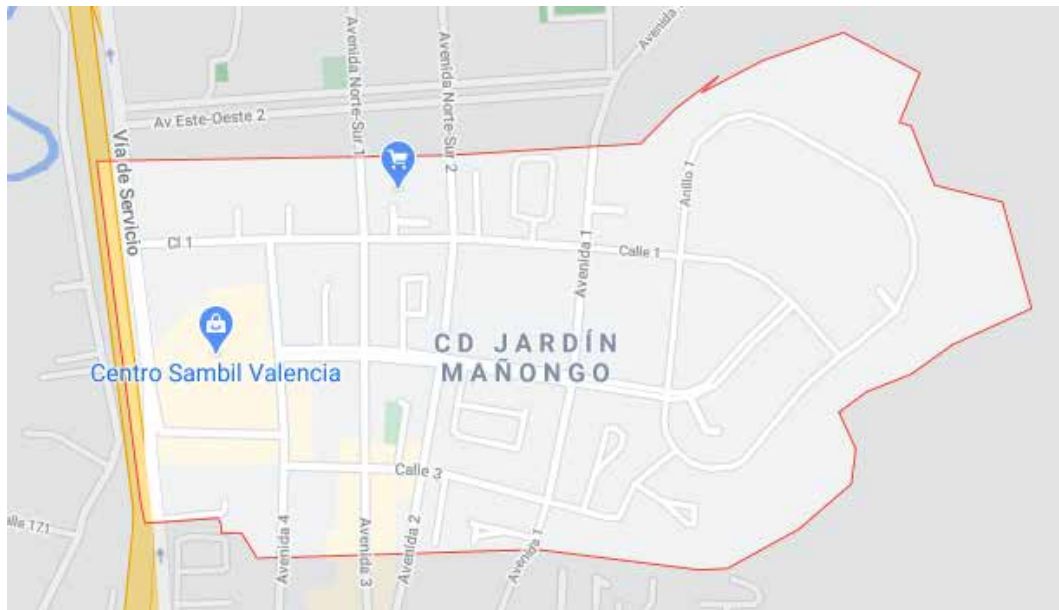 Avenida 1
Avenida Norte-Sur 1
Avenida Norte-Sur 2
Av Este-Oeste 2
Vía de Servicio
Anillo 1
Cl 1
Avenida 1
Calle 1
CD JARDÍN
MAÑONGO
Centro Sambil Valencia
Calle 3
alle 171
Avenida 4
Avenida 3
Avenida 2
Avenida 1